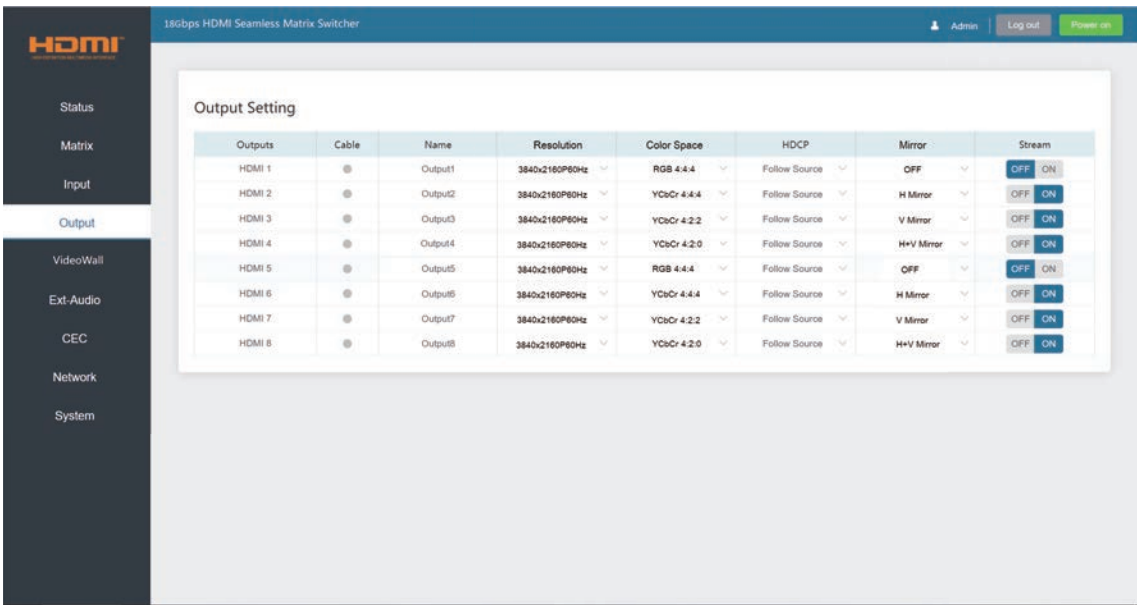 18Gbps HDMI Seamless Matrix Switcher
Admin
Log out
Power on
HDMI
HIGH-DEFINITION MULTIMEDIA INTERFACE
Status
Matrix
Input
Output
VideoWall
Ext-Audio
CEC
Network
System
Output Setting
Outputs Cable Name Resolution Color Space HDCP Mirror Stream
HDMI 1 Output1 3840x2160P60Hz RGB 4:4:4 Follow Source OFF OFF ON
HDMI 2 Output2 3840x2160P60Hz YCbCr 4:4:4 Follow Source H Mirror OFF ON
HDMI 3 Output3 3840x2160P60Hz YCbCr 4:2:2 Follow Source V Mirror OFF ON
HDMI 4 Output4 3840x2160P60Hz YCbCr 4:2:0 Follow Source H+V Mirror OFF ON
HDMI 5 Output5 3840x2160P60Hz RGB 4:4:4 Follow Source OFF OFF ON
HDMI 6 Output6 3840x2160P60Hz YCbCr 4:4:4 Follow Source H Mirror OFF ON
HDMI 7 Output7 3840x2160P60Hz YCbCr 4:2:2 Follow Source V Mirror OFF ON
HDMI 8 Output8 3840x2160P60Hz YCbCr 4:2:0 Follow Source H+V Mirror OFF ON